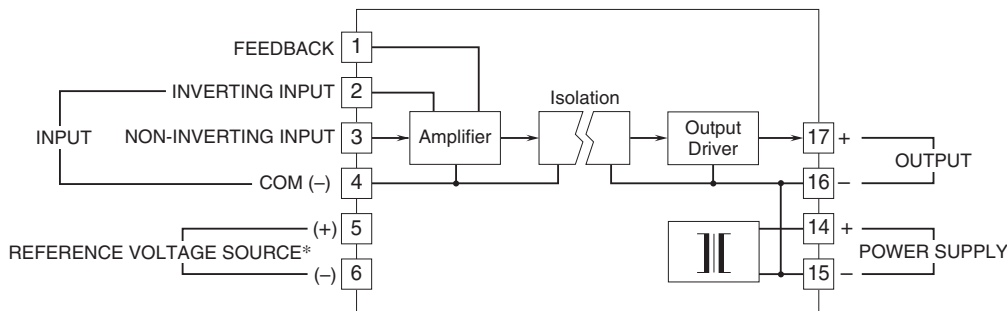 FEEDBACK 1
INVERTING INPUT 2
Isolation
INPUT
NON-INVERTING INPUT 3
Amplifier
Output
Driver
17 +
OUTPUT
COM (–) 4
16 –
(+) 5
14 +
REFERENCE VOLTAGE SOURCE*
POWER SUPPLY
(–) 6
15 –